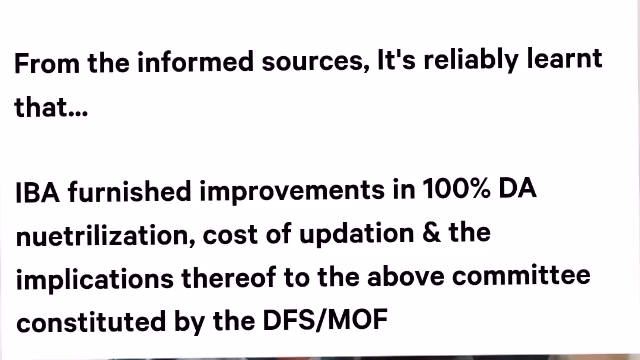 From the informed sources, It's reliably learnt
that...
IBA furnished improvements in 100% DA
nuetrilization, cost of updation & the
implications thereof to the above committee
constituted by the DFS/MOF